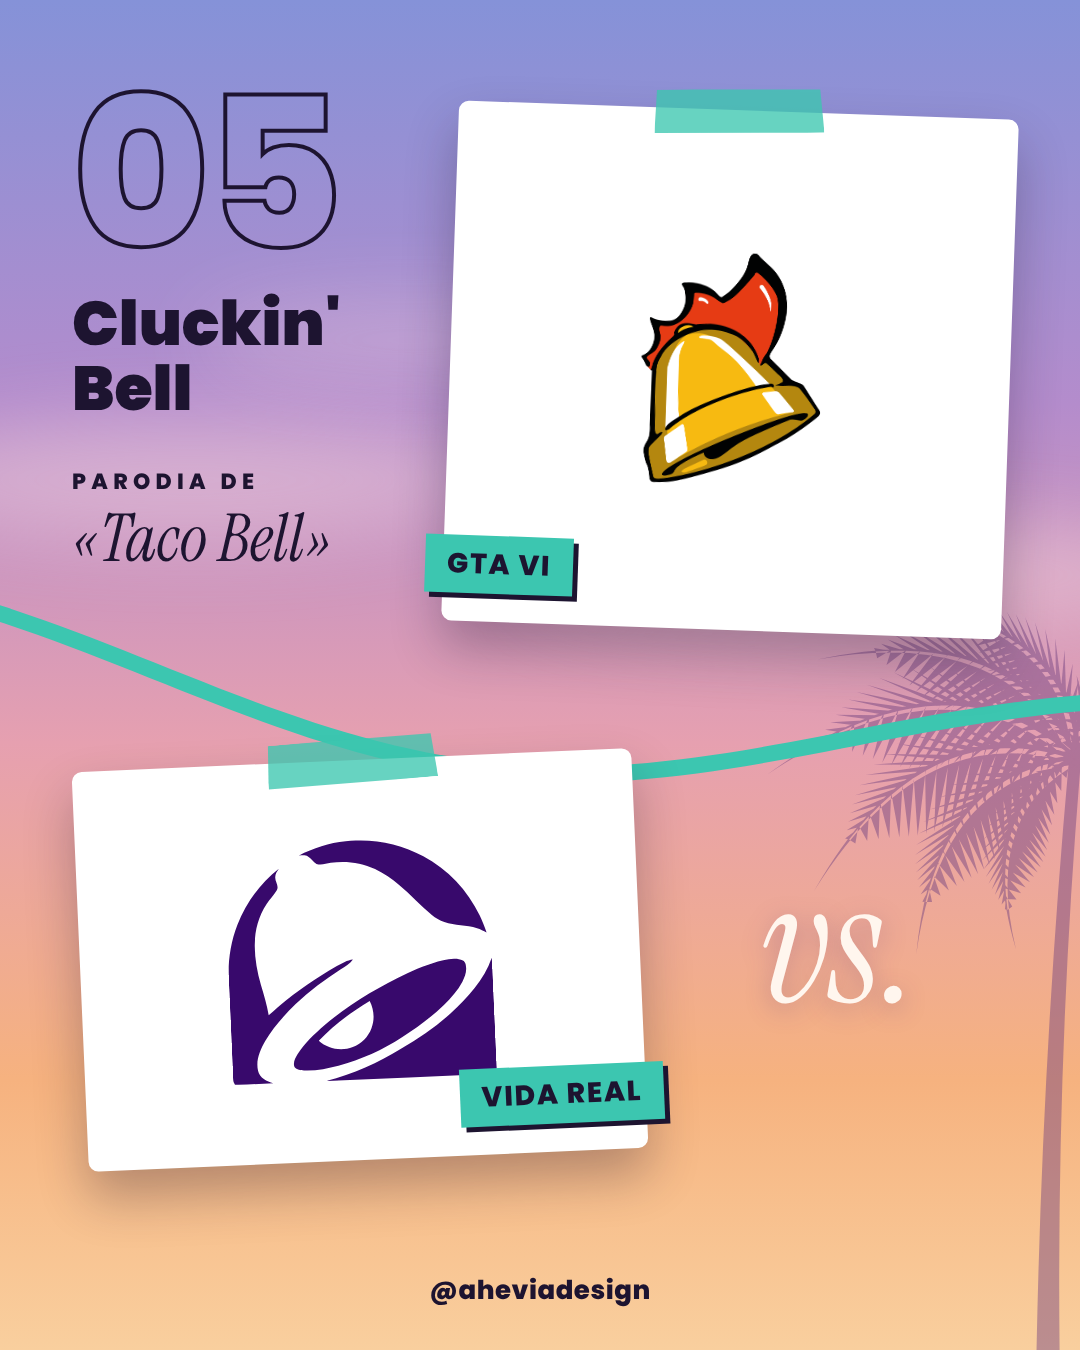 05
Cluckin'
Bell
PARODIA DE
«Taco Bell»
GTA VI
vs.
VIDA REAL
@aheviadesign